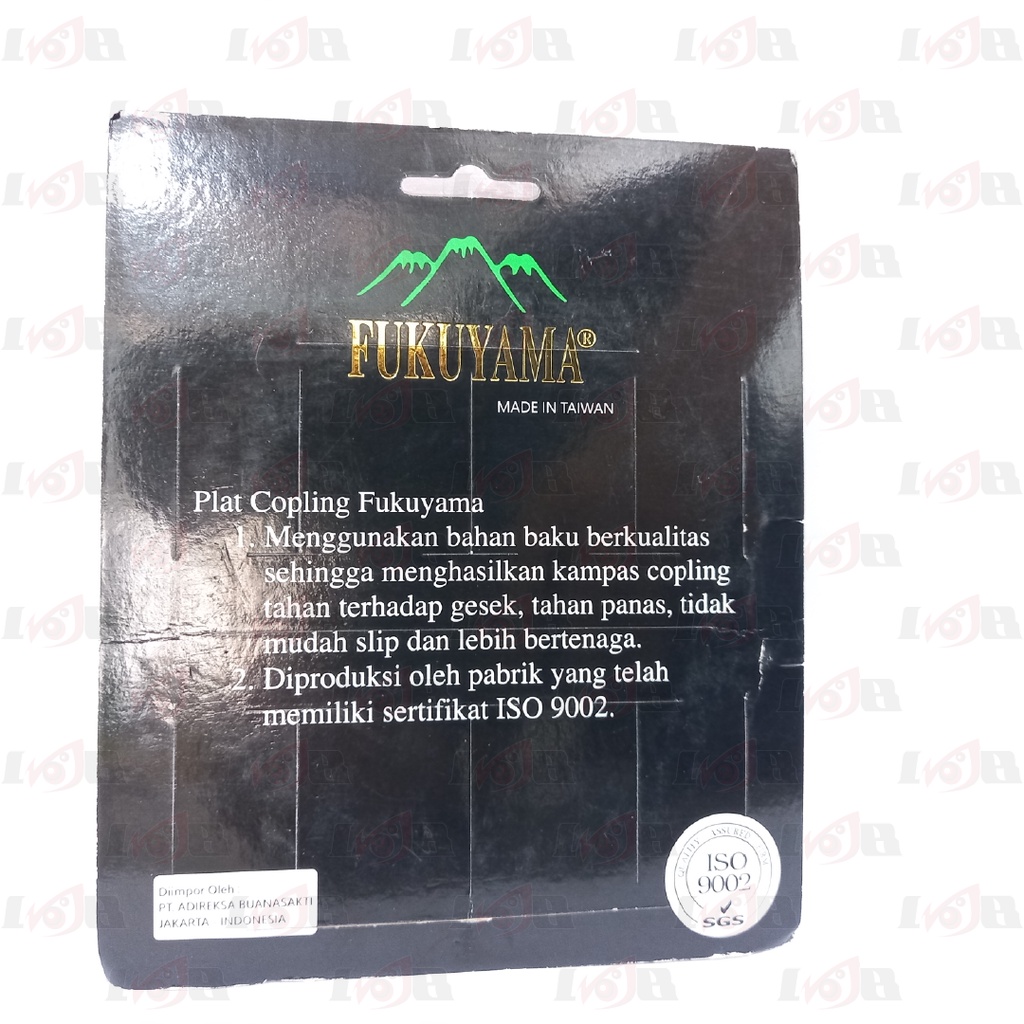 FUKUYAMA®
MADE IN TAIWAN
Plat Copling Fukuyama
1. Menggunakan bahan baku berkualitas
sehingga menghasilkan kampas copling
tahan terhadap gesek, tahan panas, tidak
mudah slip dan lebih bertenaga.
2. Diproduksi oleh pabrik yang telah
memiliki sertifikat ISO 9002.
Diimpor Oleh
PT. ADIREKSA BUANASAKTI
JAKARTA INDONESIA
QUALITY ASSURED
ISO
9002
SGS